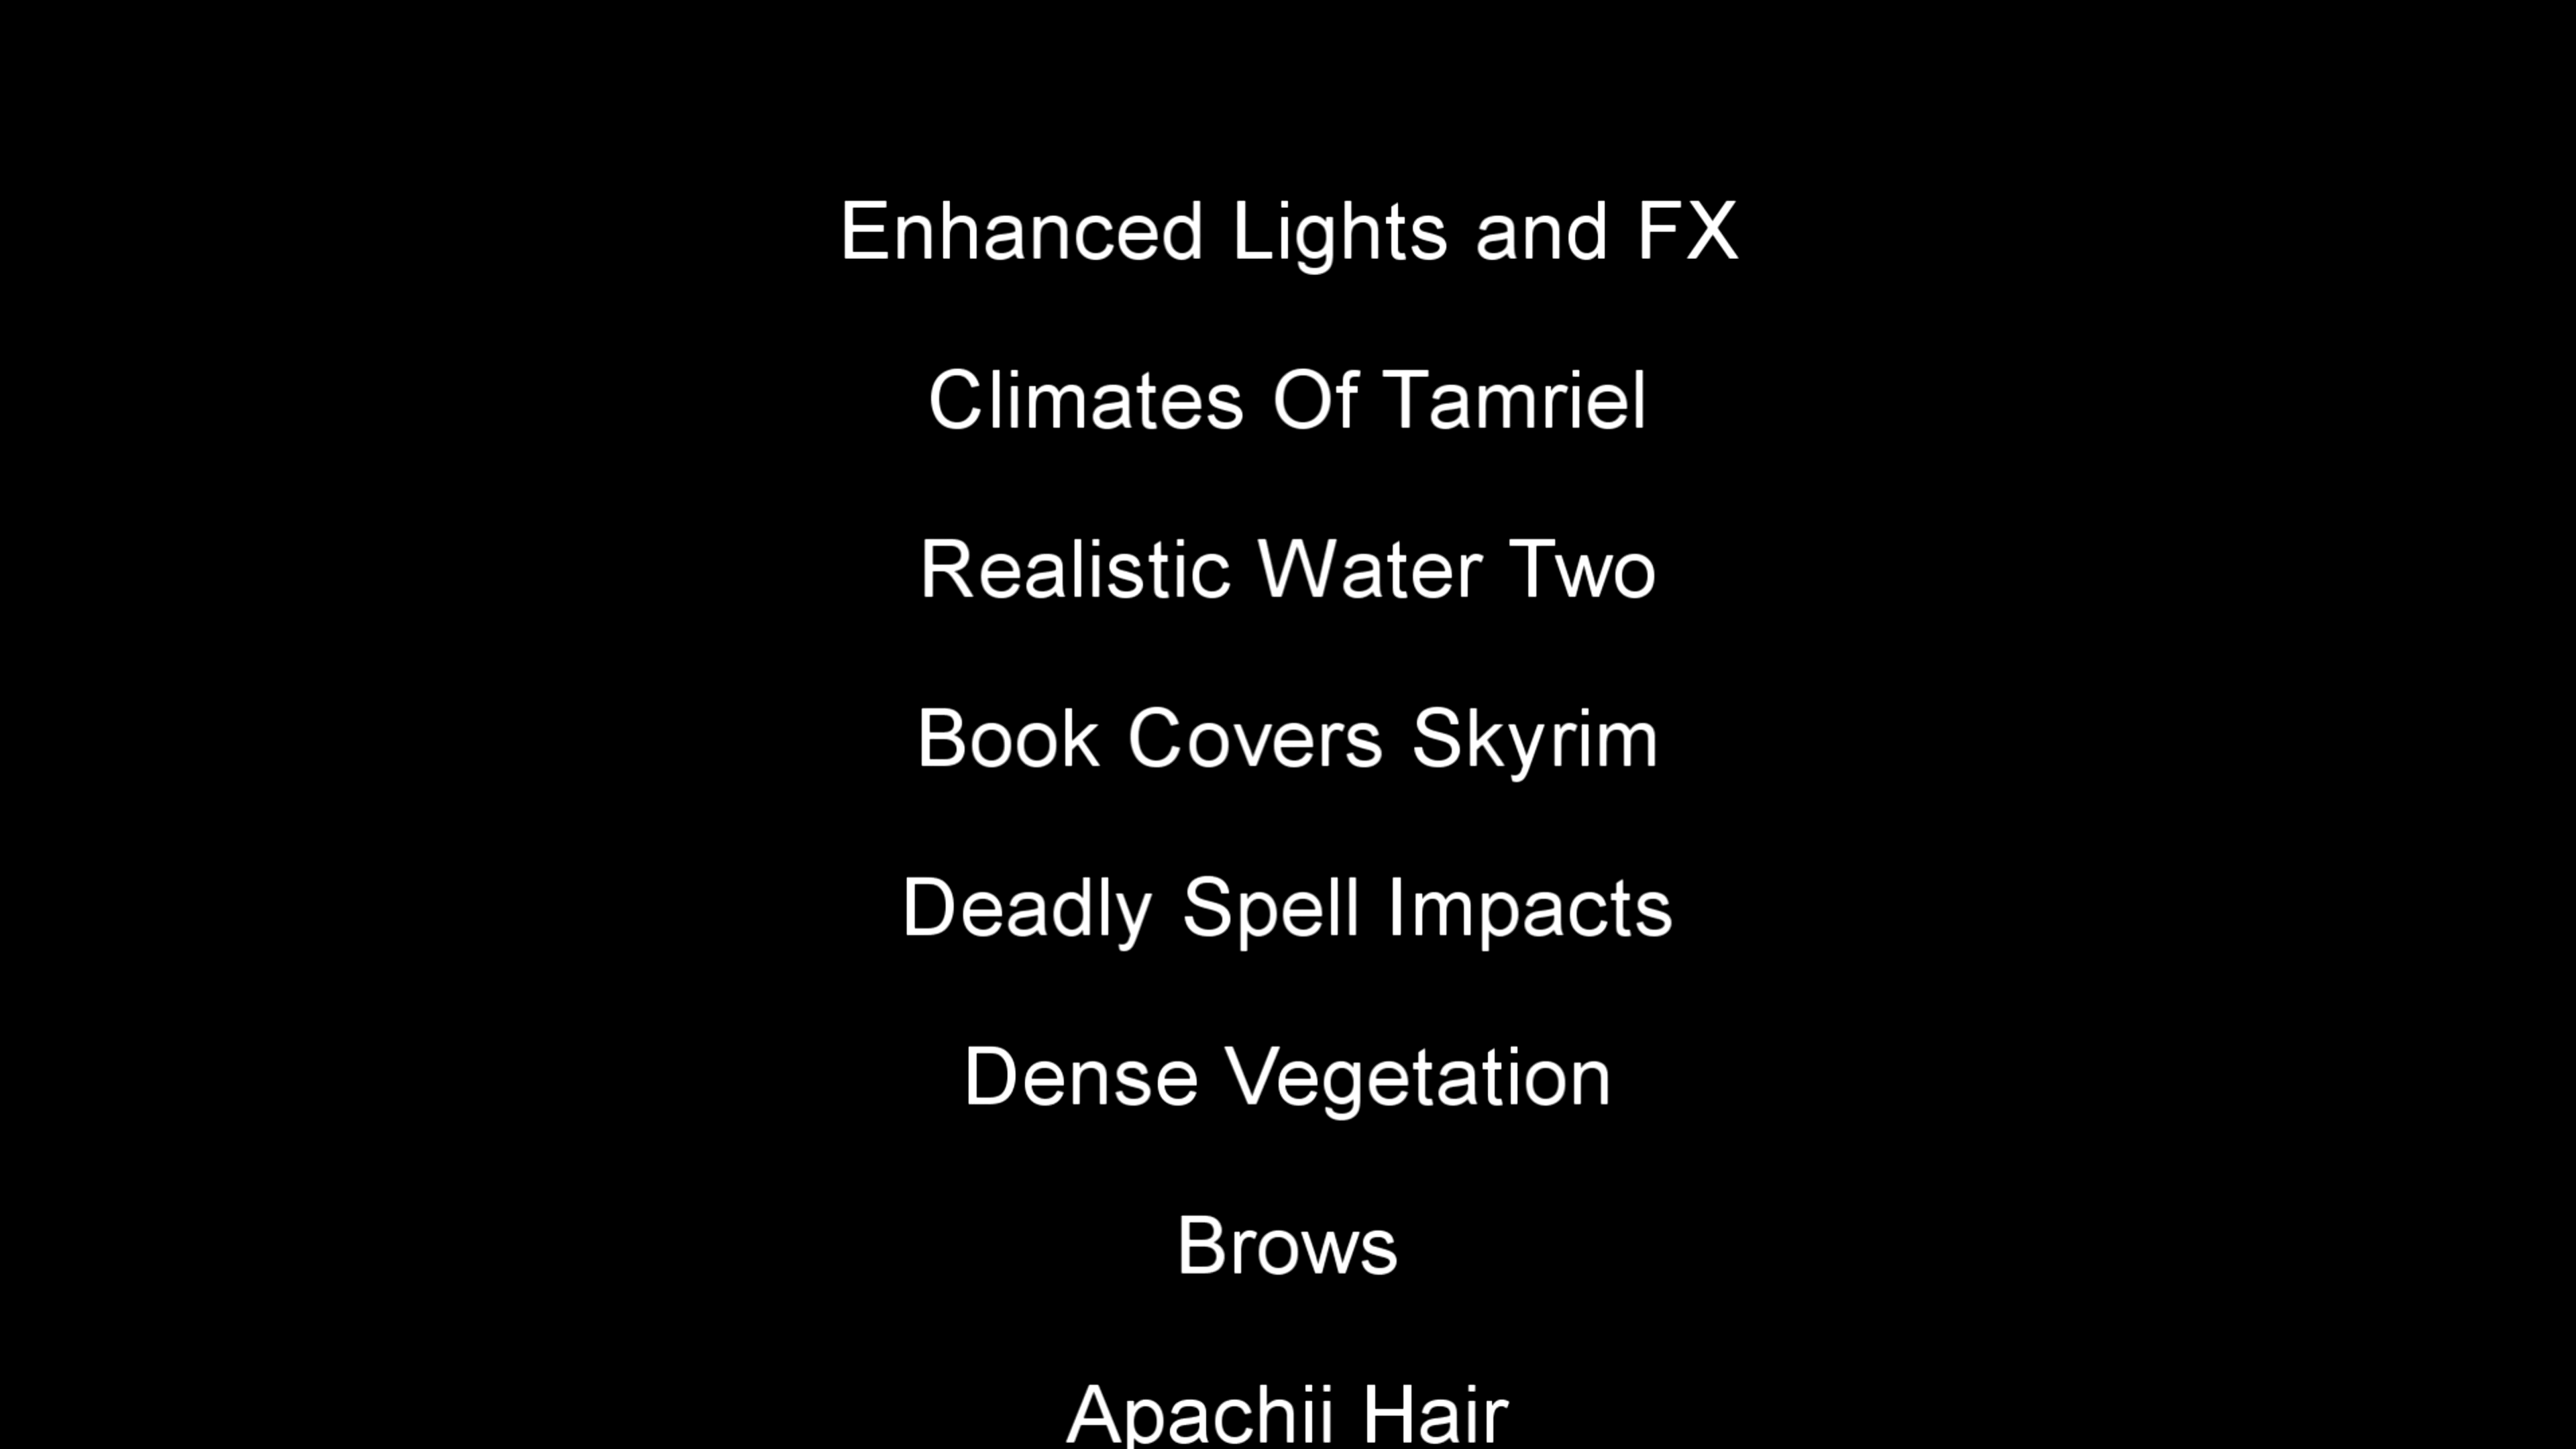 Enhanced Lights and FX
Climates Of Tamriel
Realistic Water Two
Book Covers Skyrim
Deadly Spell Impacts
Dense Vegetation
Brows
Apachii Hair